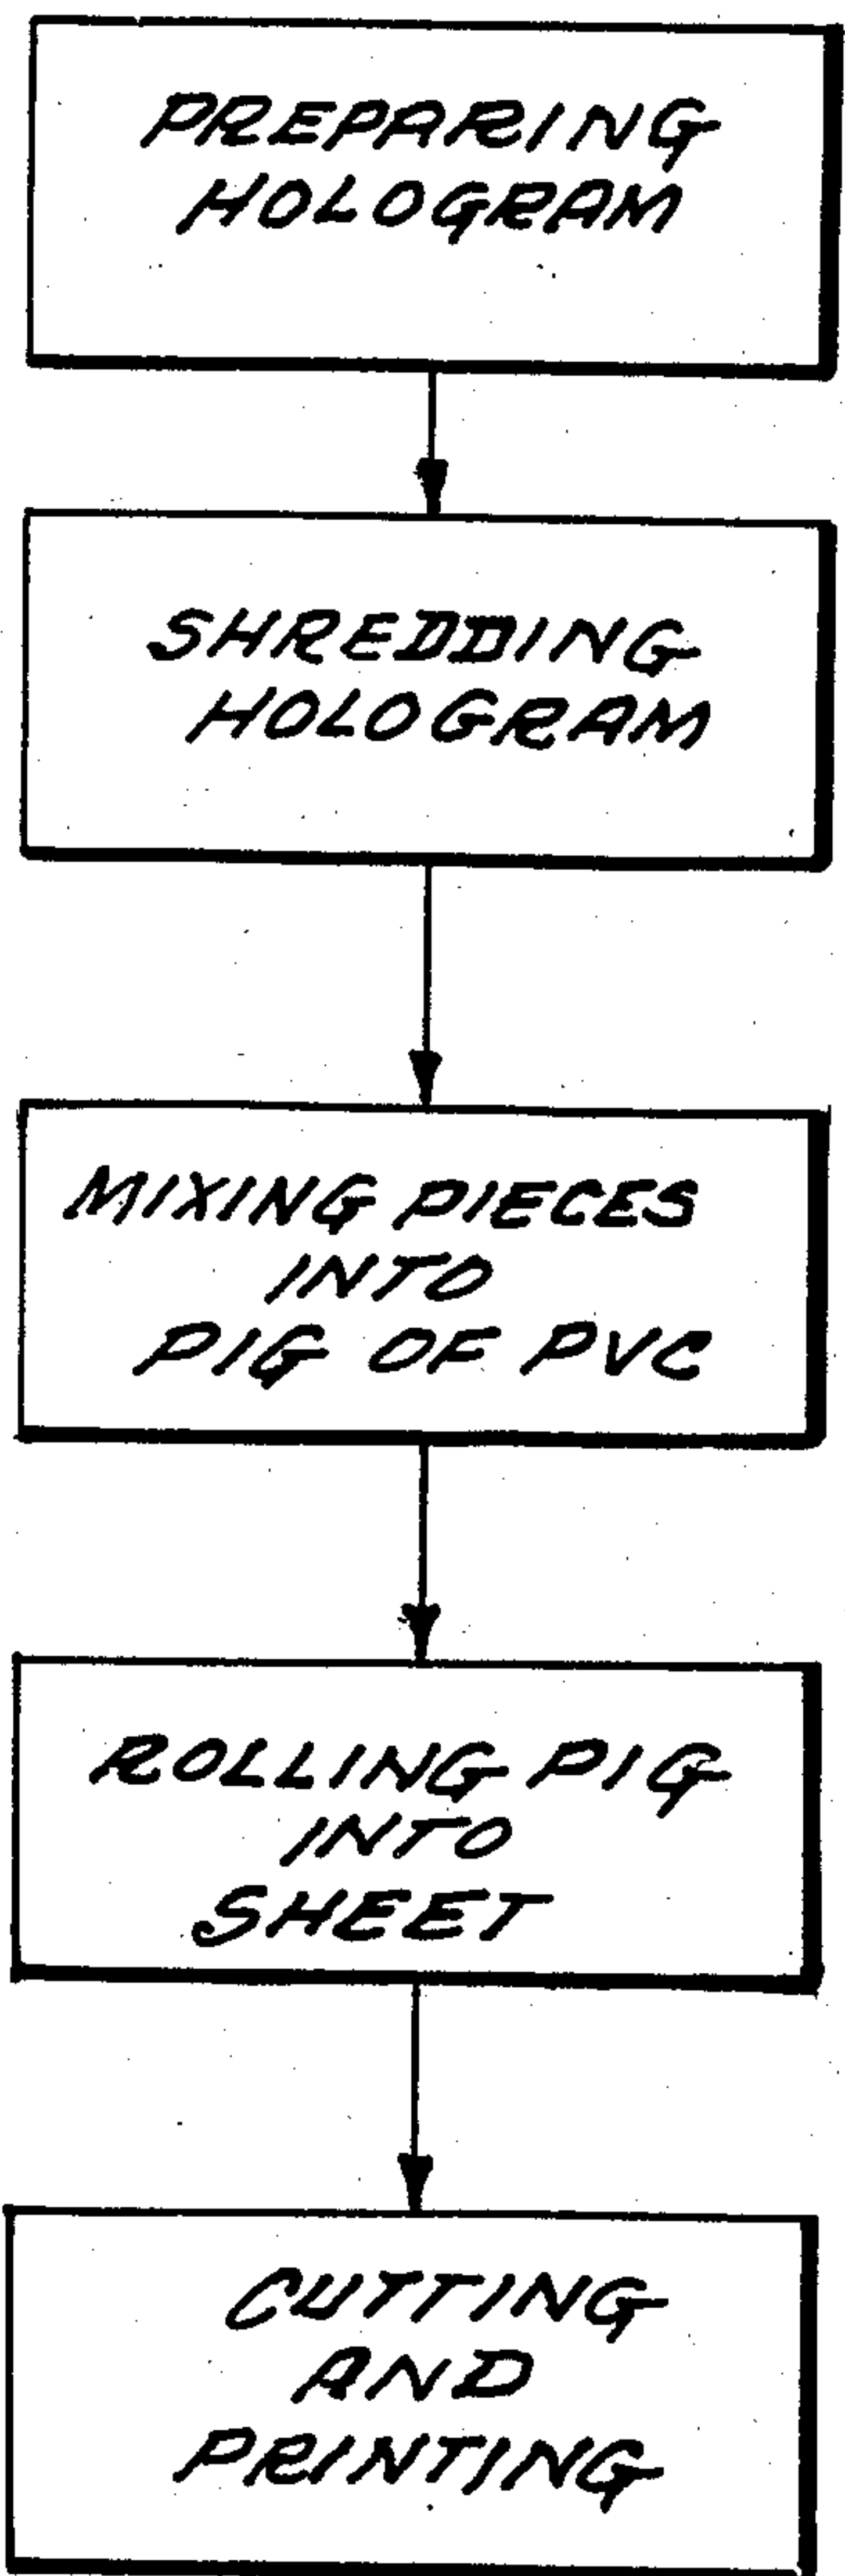 PREPARING
HOLOGRAM
SHREDDING
HOLOGRAM
MIXING PIECES
INTO
PIG OF PVC
ROLLING PIG
INTO
SHEET
CUTTING
AND
PRINTING